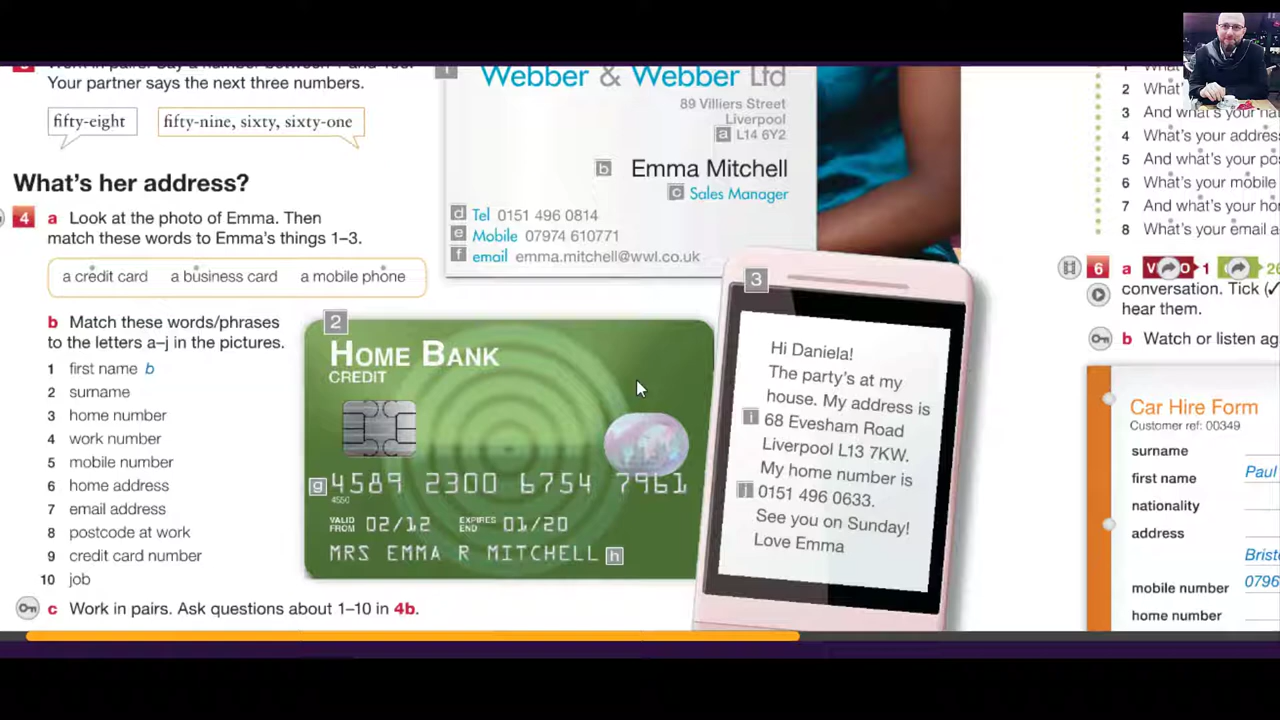 Your partner says the next three numbers.
fifty-eight
fifty-nine, sixty, sixty-one
What's her address?
4 a Look at the photo of Emma. Then
match these words to Emma's things 1–3.
a credit card a business card a mobile phone
b Match these words/phrases
to the letters a–j in the pictures.
1 first name b
2 surname
3 home number
4 work number
5 mobile number
6 home address
7 email address
8 postcode at work
9 credit card number
10 job
c Work in pairs. Ask questions about 1–10 in 4b.
Webber & Webber Ltd
89 Villiers Street
Liverpool
a L14 6Y2
b Emma Mitchell
c Sales Manager
d Tel 0151 496 0814
e Mobile 07974 610771
f email emma.mitchell@wwl.co.uk
2
HOME BANK
CREDIT
g 4589 2300 6754 7961
4550
VALID FROM 02/12 EXPIRES END 01/20
MRS EMMA R MITCHELL h
3
Hi Daniela!
The party's at my
house. My address is
i 68 Evesham Road
Liverpool L13 7KW.
My home number is
j 0151 496 0633.
See you on Sunday!
Love Emma
2 What'
3 And what's your
4 What's your address
5 And what's your
6 What's your mobile
7 And what's your
8 What's your email
6 a 1
conversation. Tick (✓
hear them.
b Watch or listen
Car Hire Form
Customer ref: 00349
surname
first name Paul
nationality
address
mobile number 0796
home number